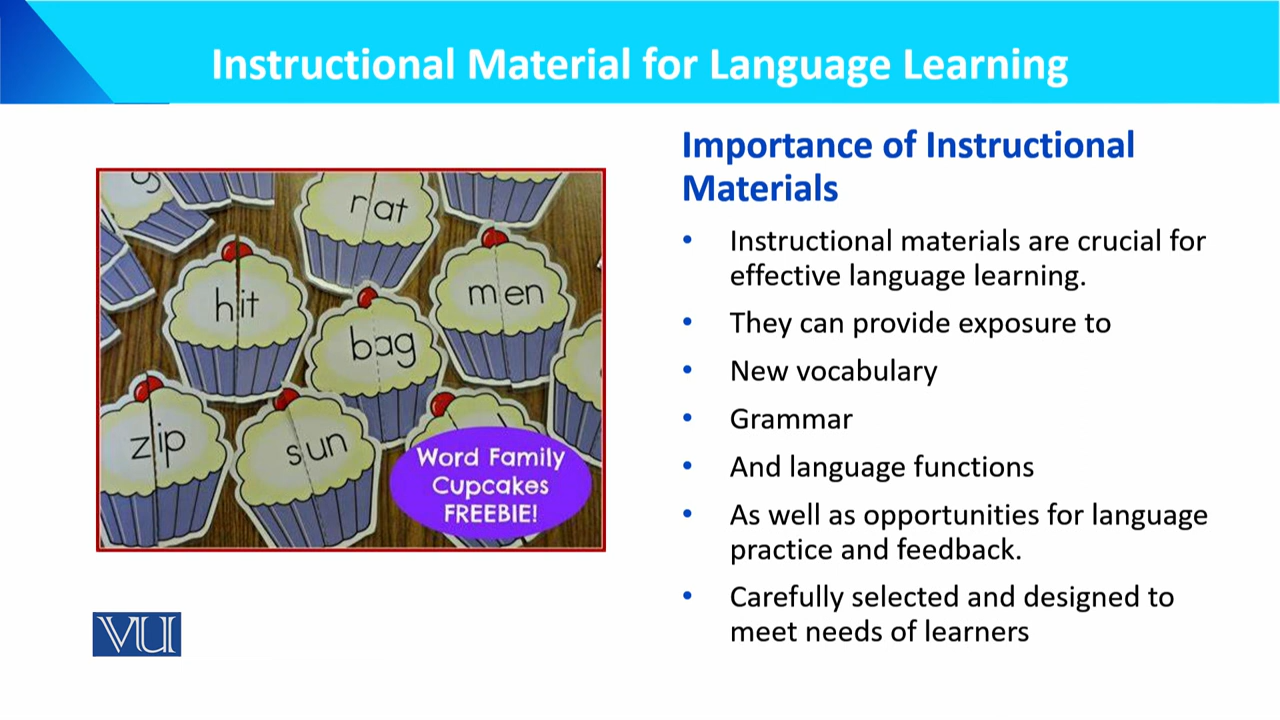 Instructional Material for Language Learning
g
rat
hit
men
bag
zip
sun
Word Family
Cupcakes
FREEBIE!
VU
Importance of Instructional
Materials
• Instructional materials are crucial for
effective language learning.
• They can provide exposure to
• New vocabulary
• Grammar
• And language functions
• As well as opportunities for language
practice and feedback.
• Carefully selected and designed to
meet needs of learners